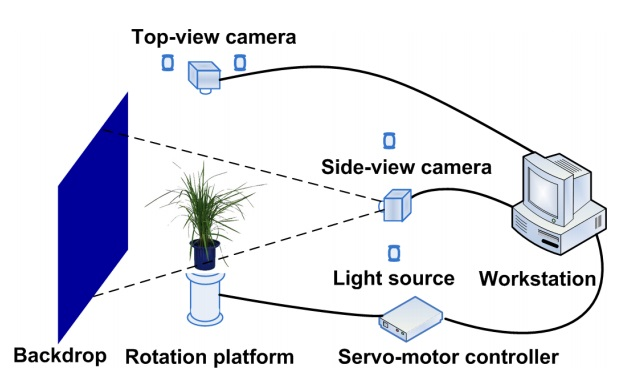 Top-view camera
Side-view camera
Light source
Workstation
Backdrop
Rotation platform
Servo-motor controller